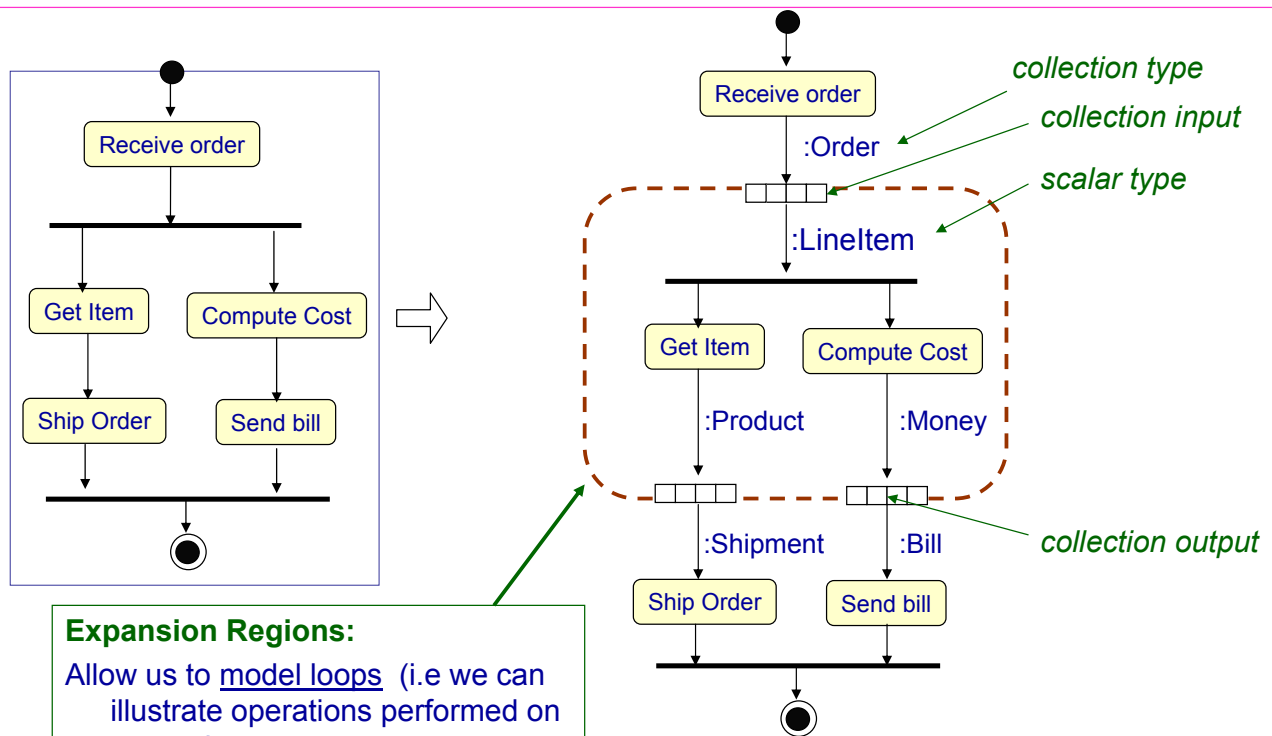 Receive order
Get Item
Compute Cost
Ship Order
Send bill
Receive order
:Order
:LineItem
Get Item
Compute Cost
:Product
:Money
:Shipment
:Bill
Ship Order
Send bill
collection type
collection input
scalar type
collection output
Expansion Regions:
Allow us to model loops (i.e we can
illustrate operations performed on